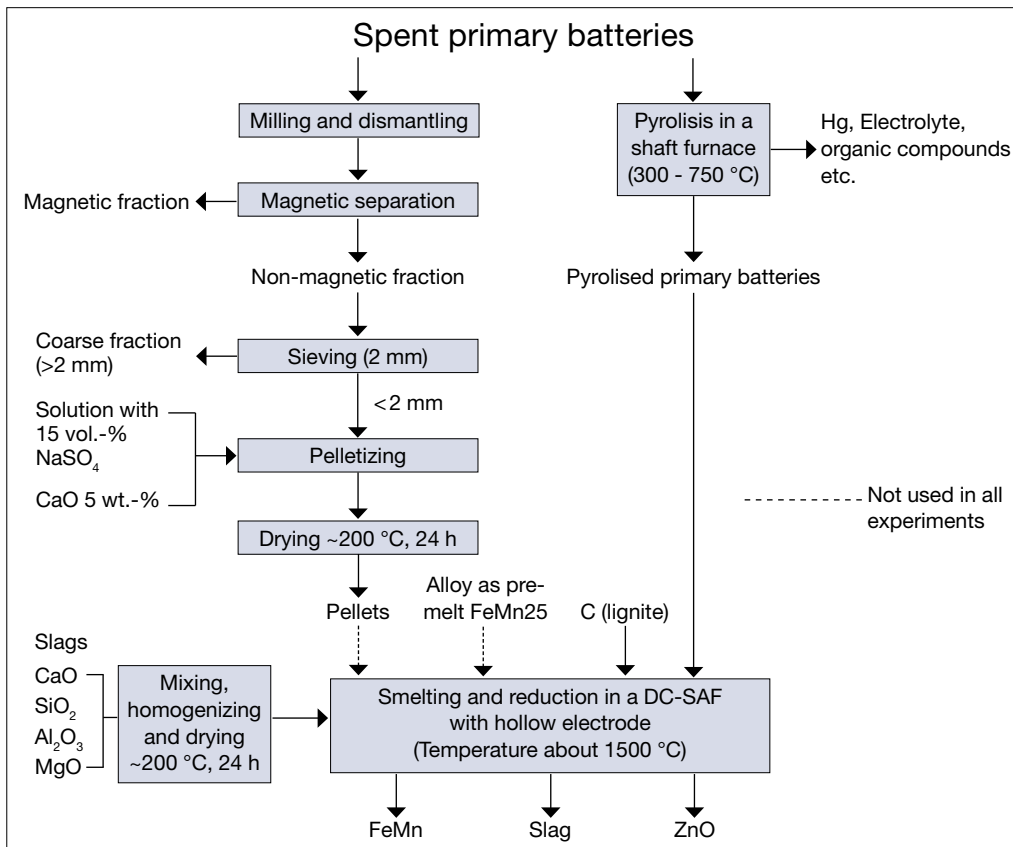 Spent primary batteries
Milling and dismantling
Pyrolisis in a
shaft furnace
(300 - 750 °C)
Hg, Electrolyte,
organic compounds
etc.
Magnetic fraction
Magnetic separation
Non-magnetic fraction
Pyrolised primary batteries
Coarse fraction
(>2 mm)
Sieving (2 mm)
<2 mm
Solution with
15 vol.-%
NaSO₄
CaO 5 wt.-%
Pelletizing
Not used in all
experiments
Drying ~200 °C, 24 h
Pellets
Alloy as pre-
melt FeMn25
C (lignite)
Slags
CaO
SiO₂
Al₂O₃
MgO
Mixing,
homogenizing
and drying
~200 °C, 24 h
Smelting and reduction in a DC-SAF
with hollow electrode
(Temperature about 1500 °C)
FeMn
Slag
ZnO